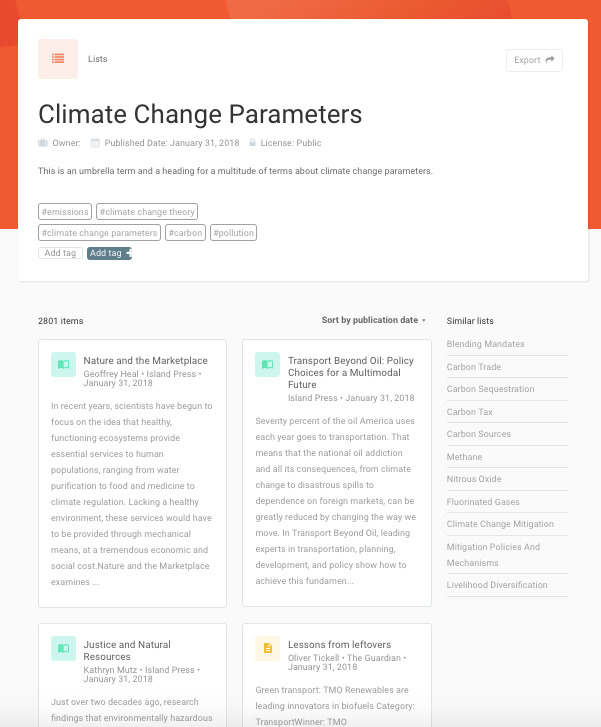 Lists
Export
Climate Change Parameters
Owner: Published Date: January 31, 2018 License: Public
This is an umbrella term and a heading for a multitude of terms about climate change parameters.
#emissions #climate change theory
#climate change parameters #carbon #pollution
Add tag Add tag +
2801 items
Sort by publication date
Nature and the Marketplace
Geoffrey Heal • Island Press •
January 31, 2018
In recent years, scientists have begun to
focus on the idea that healthy,
functioning ecosystems provide
essential services to human
populations, ranging from water
purification to food and medicine to
climate regulation. Lacking a healthy
environment, these services would have
to be provided through mechanical
means, at a tremendous economic and
social cost.Nature and the Marketplace
examines ...
Transport Beyond Oil: Policy
Choices for a Multimodal
Future
Island Press • January 31, 2018
Seventy percent of the oil America uses
each year goes to transportation. That
means that the national oil addiction
and all its consequences, from climate
change to disastrous spills to
dependence on foreign markets, can be
greatly reduced by changing the way we
move. In Transport Beyond Oil, leading
experts in transportation, planning,
development, and policy show how to
achieve this fundamen...
Justice and Natural
Resources
Kathryn Mutz • Island Press •
January 31, 2018
Just over two decades ago, research
findings that environmentally hazardous
Lessons from leftovers
Oliver Tickell • The Guardian •
January 31, 2018
Green transport: TMO Renewables are
leading innovators in biofuels Category:
TransportWinner: TMO
Similar lists
Blending Mandates
Carbon Trade
Carbon Sequestration
Carbon Tax
Carbon Sources
Methane
Nitrous Oxide
Fluorinated Gases
Climate Change Mitigation
Mitigation Policies And
Mechanisms
Livelihood Diversification